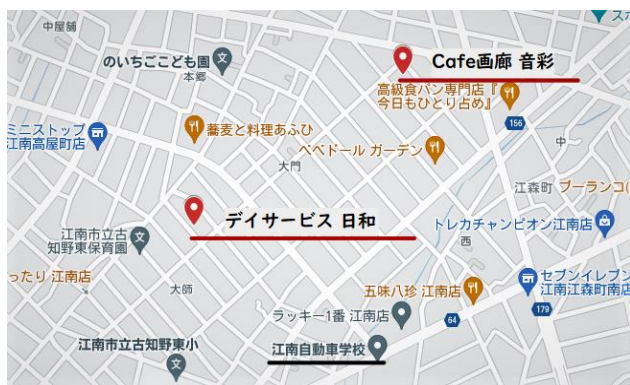 中屋舗
スポ
のいちごこども園
本郷
Cafe画廊 音彩
高級食パン専門店『
今日もひとり占め』
ミニストップ
江南高屋町店
蕎麦と料理あふひ
ベベドール ガーデン
156
中
大門
江森町
ブーランコ(
デイサービス 日和
江南市立古
知野東保育園
トレカチャンピオン江南店
西
ったり 江南店
大師
五味八珍 江南店
セブンイレブン
江南江森町南店
ラッキー1番 江南店
64
179
江南市立古知野東小
江南自動車学校